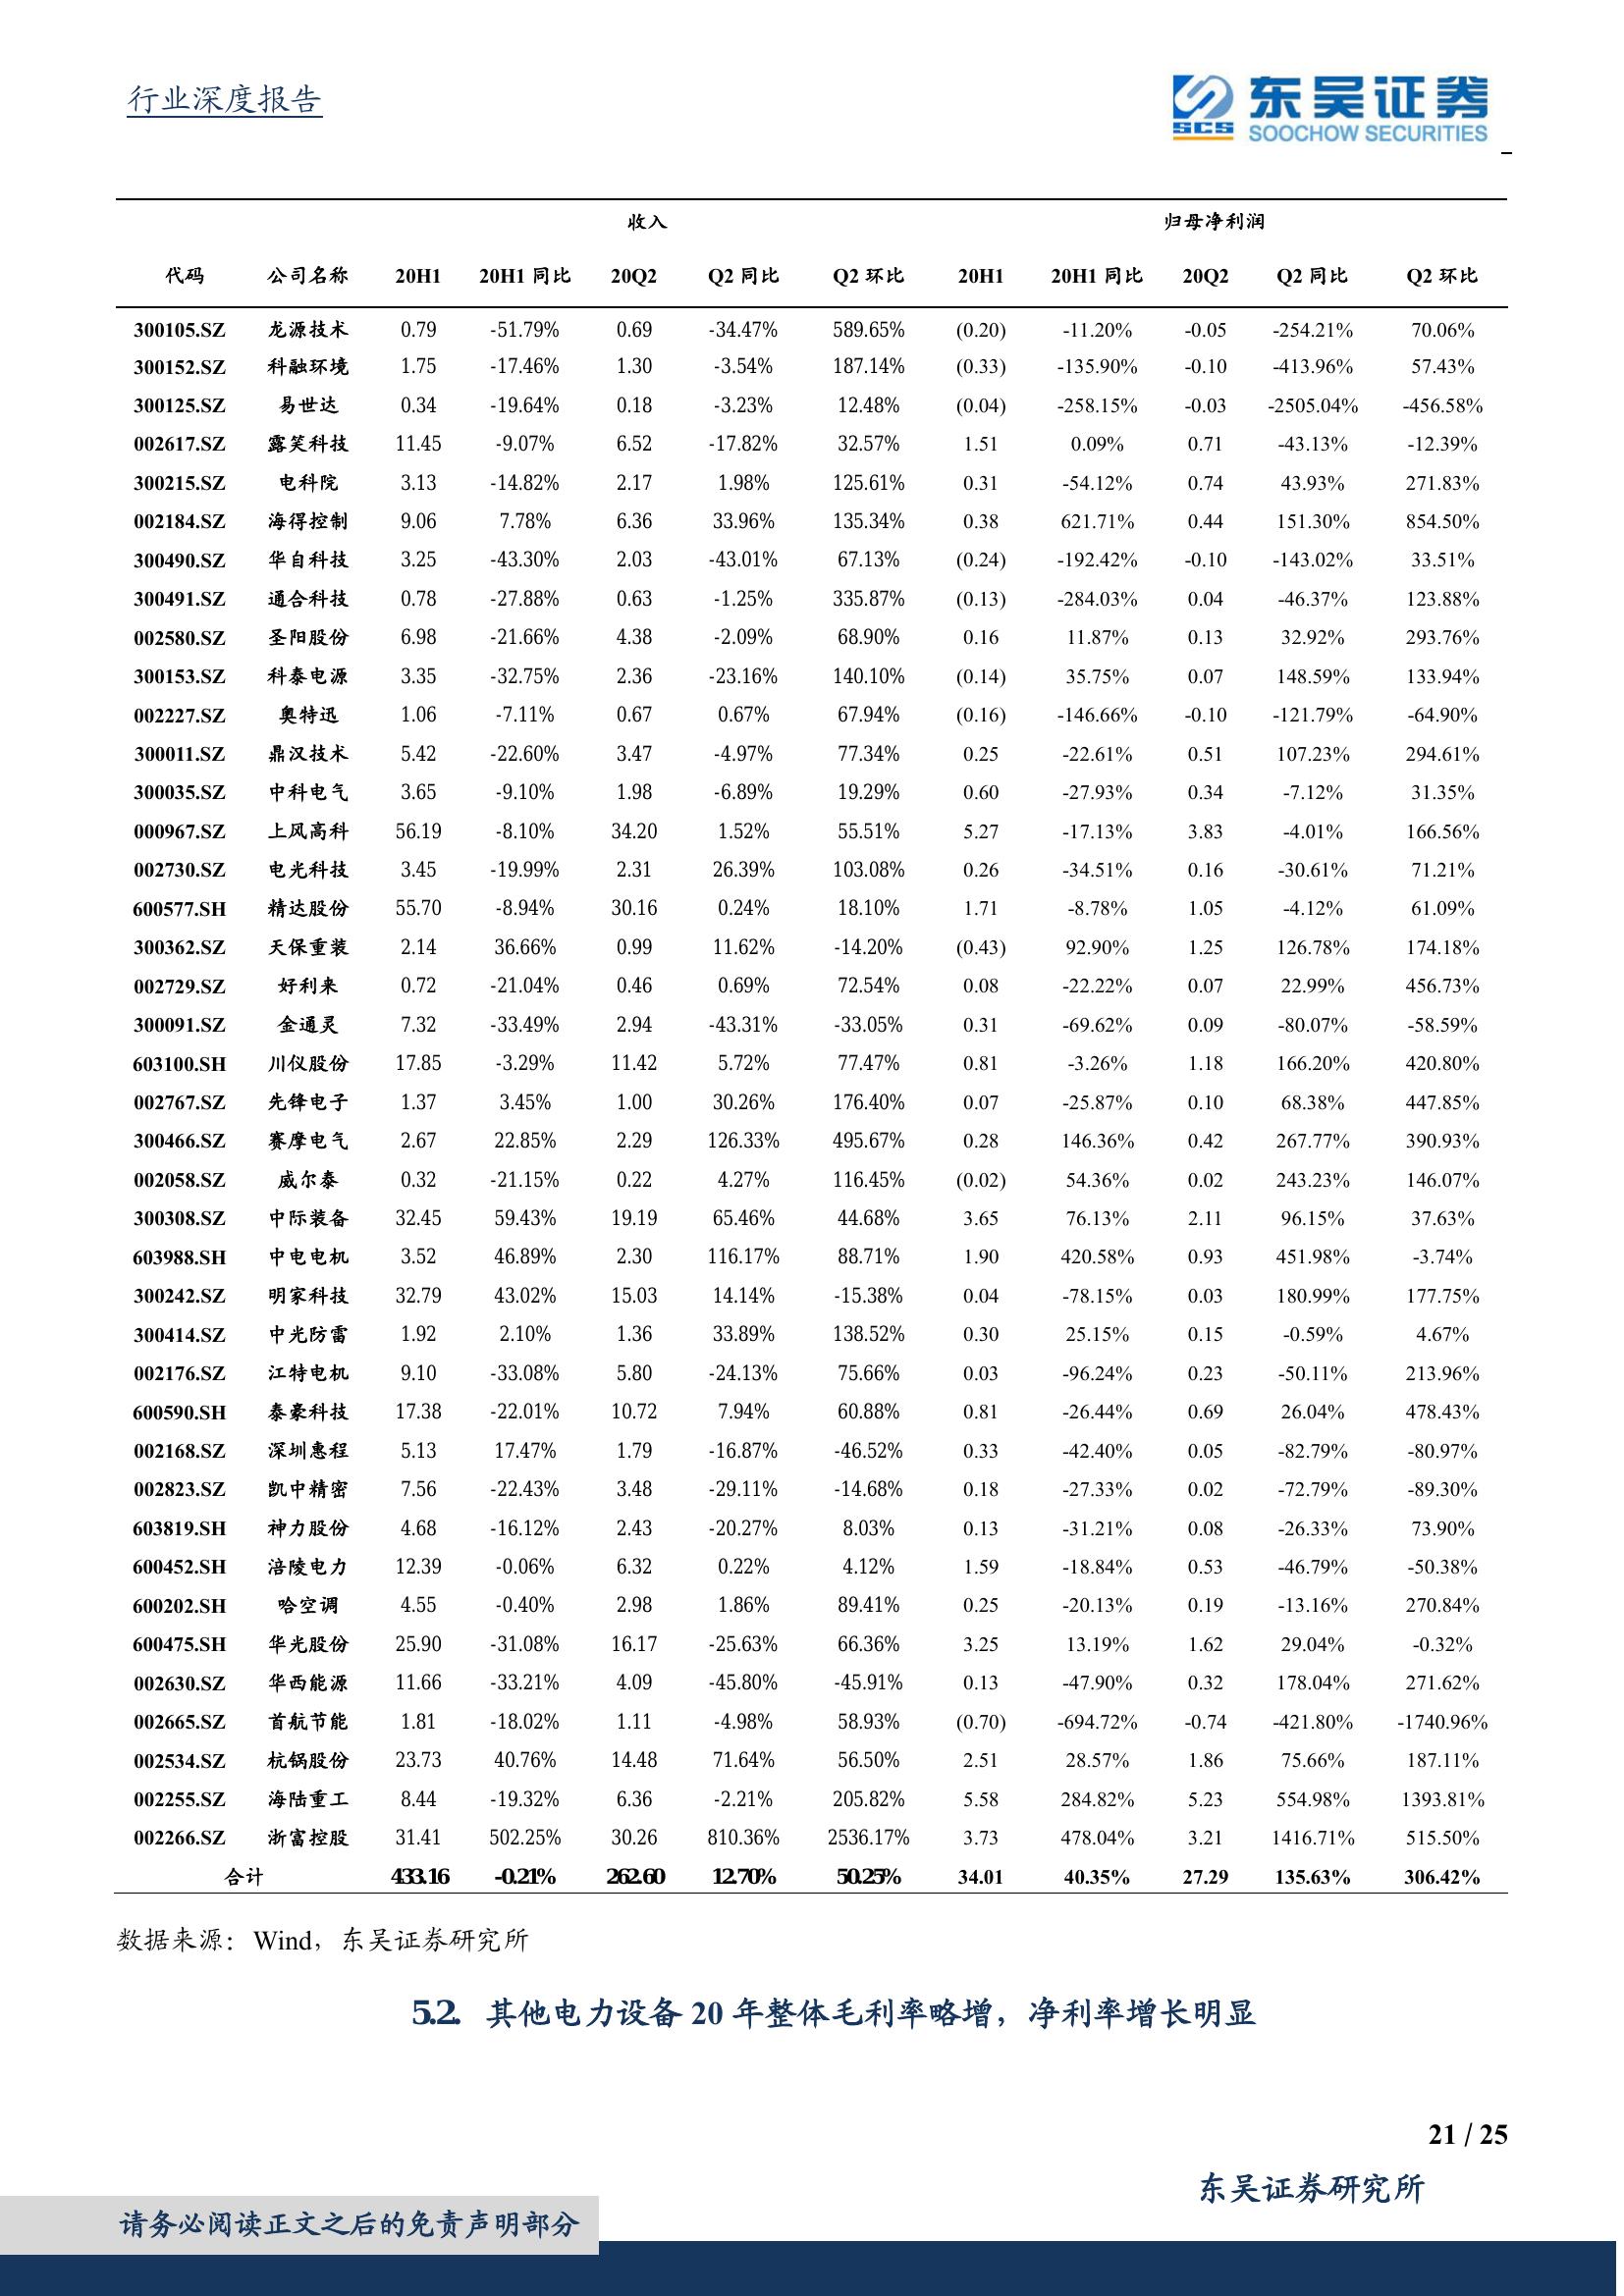 行业深度报告
SCS
东吴证券
SOOCHOW SECURITIES
收入 归母净利润
代码 公司名称 20H1 20H1 同比 20Q2 Q2 同比 Q2 环比 20H1 20H1 同比 20Q2 Q2 同比 Q2 环比
300105.SZ 龙源技术 0.79 -51.79% 0.69 -34.47% 589.65% (0.20) -11.20% -0.05 -254.21% 70.06%
300152.SZ 科融环境 1.75 -17.46% 1.30 -3.54% 187.14% (0.33) -135.90% -0.10 -413.96% 57.43%
300125.SZ 易世达 0.34 -19.64% 0.18 -3.23% 12.48% (0.04) -258.15% -0.03 -2505.04% -456.58%
002617.SZ 露笑科技 11.45 -9.07% 6.52 -17.82% 32.57% 1.51 0.09% 0.71 -43.13% -12.39%
300215.SZ 电科院 3.13 -14.82% 2.17 1.98% 125.61% 0.31 -54.12% 0.74 43.93% 271.83%
002184.SZ 海得控制 9.06 7.78% 6.36 33.96% 135.34% 0.38 621.71% 0.44 151.30% 854.50%
300490.SZ 华自科技 3.25 -43.30% 2.03 -43.01% 67.13% (0.24) -192.42% -0.10 -143.02% 33.51%
300491.SZ 通合科技 0.78 -27.88% 0.63 -1.25% 335.87% (0.13) -284.03% 0.04 -46.37% 123.88%
002580.SZ 圣阳股份 6.98 -21.66% 4.38 -2.09% 68.90% 0.16 11.87% 0.13 32.92% 293.76%
300153.SZ 科泰电源 3.35 -32.75% 2.36 -23.16% 140.10% (0.14) 35.75% 0.07 148.59% 133.94%
002227.SZ 奥特迅 1.06 -7.11% 0.67 0.67% 67.94% (0.16) -146.66% -0.10 -121.79% -64.90%
300011.SZ 鼎汉技术 5.42 -22.60% 3.47 -4.97% 77.34% 0.25 -22.61% 0.51 107.23% 294.61%
300035.SZ 中科电气 3.65 -9.10% 1.98 -6.89% 19.29% 0.60 -27.93% 0.34 -7.12% 31.35%
000967.SZ 上风高科 56.19 -8.10% 34.20 1.52% 55.51% 5.27 -17.13% 3.83 -4.01% 166.56%
002730.SZ 电光科技 3.45 -19.99% 2.31 26.39% 103.08% 0.26 -34.51% 0.16 -30.61% 71.21%
600577.SH 精达股份 55.70 -8.94% 30.16 0.24% 18.10% 1.71 -8.78% 1.05 -4.12% 61.09%
300362.SZ 天保重装 2.14 36.66% 0.99 11.62% -14.20% (0.43) 92.90% 1.25 126.78% 174.18%
002729.SZ 好利来 0.72 -21.04% 0.46 0.69% 72.54% 0.08 -22.22% 0.07 22.99% 456.73%
300091.SZ 金通灵 7.32 -33.49% 2.94 -43.31% -33.05% 0.31 -69.62% 0.09 -80.07% -58.59%
603100.SH 川仪股份 17.85 -3.29% 11.42 5.72% 77.47% 0.81 -3.26% 1.18 166.20% 420.80%
002767.SZ 先锋电子 1.37 3.45% 1.00 30.26% 176.40% 0.07 -25.87% 0.10 68.38% 447.85%
300466.SZ 赛摩电气 2.67 22.85% 2.29 126.33% 495.67% 0.28 146.36% 0.42 267.77% 390.93%
002058.SZ 威尔泰 0.32 -21.15% 0.22 4.27% 116.45% (0.02) 54.36% 0.02 243.23% 146.07%
300308.SZ 中际装备 32.45 59.43% 19.19 65.46% 44.68% 3.65 76.13% 2.11 96.15% 37.63%
603988.SH 中电电机 3.52 46.89% 2.30 116.17% 88.71% 1.90 420.58% 0.93 451.98% -3.74%
300242.SZ 明家科技 32.79 43.02% 15.03 14.14% -15.38% 0.04 -78.15% 0.03 180.99% 177.75%
300414.SZ 中光防雷 1.92 2.10% 1.36 33.89% 138.52% 0.30 25.15% 0.15 -0.59% 4.67%
002176.SZ 江特电机 9.10 -33.08% 5.80 -24.13% 75.66% 0.03 -96.24% 0.23 -50.11% 213.96%
600590.SH 泰豪科技 17.38 -22.01% 10.72 7.94% 60.88% 0.81 -26.44% 0.69 26.04% 478.43%
002168.SZ 深圳惠程 5.13 17.47% 1.79 -16.87% -46.52% 0.33 -42.40% 0.05 -82.79% -80.97%
002823.SZ 凯中精密 7.56 -22.43% 3.48 -29.11% -14.68% 0.18 -27.33% 0.02 -72.79% -89.30%
603819.SH 神力股份 4.68 -16.12% 2.43 -20.27% 8.03% 0.13 -31.21% 0.08 -26.33% 73.90%
600452.SH 涪陵电力 12.39 -0.06% 6.32 0.22% 4.12% 1.59 -18.84% 0.53 -46.79% -50.38%
600202.SH 哈空调 4.55 -0.40% 2.98 1.86% 89.41% 0.25 -20.13% 0.19 -13.16% 270.84%
600475.SH 华光股份 25.90 -31.08% 16.17 -25.63% 66.36% 3.25 13.19% 1.62 29.04% -0.32%
002630.SZ 华西能源 11.66 -33.21% 4.09 -45.80% -45.91% 0.13 -47.90% 0.32 178.04% 271.62%
002665.SZ 首航节能 1.81 -18.02% 1.11 -4.98% 58.93% (0.70) -694.72% -0.74 -421.80% -1740.96%
002534.SZ 杭锅股份 23.73 40.76% 14.48 71.64% 56.50% 2.51 28.57% 1.86 75.66% 187.11%
002255.SZ 海陆重工 8.44 -19.32% 6.36 -2.21% 205.82% 5.58 284.82% 5.23 554.98% 1393.81%
002266.SZ 浙富控股 31.41 502.25% 30.26 810.36% 2536.17% 3.73 478.04% 3.21 1416.71% 515.50%
合计 433.16 -0.21% 262.60 12.70% 50.25% 34.01 40.35% 27.29 135.63% 306.42%
数据来源：Wind，东吴证券研究所
5.2. 其他电力设备 20 年整体毛利率略增，净利率增长明显
21 / 25
东吴证券研究所
请务必阅读正文之后的免责声明部分